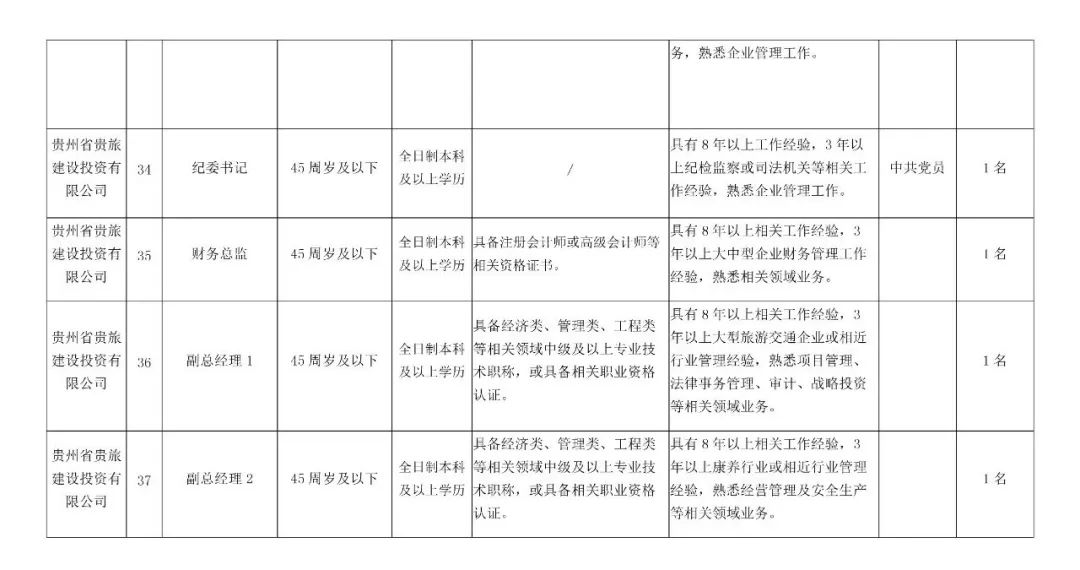 务，熟悉企业管理工作。
贵州省贵旅
建设投资有
限公司
34
纪委书记
45 周岁及以下
全日制本科
及以上学历
/
具有 8 年以上工作经验，3 年以
上纪检监察或司法机关等相关工
作经验，熟悉企业管理工作。
中共党员
1 名
贵州省贵旅
建设投资有
限公司
35
财务总监
45 周岁及以下
全日制本科
及以上学历
具备注册会计师或高级会计师等
相关资格证书。
具有 8 年以上相关工作经验，3
年以上大中型企业财务管理工作
经验，熟悉相关领域业务。
1 名
贵州省贵旅
建设投资有
限公司
36
副总经理 1
45 周岁及以下
全日制本科
及以上学历
具备经济类、管理类、工程类
等相关领域中级及以上专业技
术职称，或具备相关职业资格
认证。
具有 8 年以上相关工作经验，3
年以上大型旅游交通企业或相近
行业管理经验，熟悉项目管理、
法律事务管理、审计、战略投资
等相关领域业务。
1 名
贵州省贵旅
建设投资有
限公司
37
副总经理 2
45 周岁及以下
全日制本科
及以上学历
具备经济类、管理类、工程类
等相关领域中级及以上专业技
术职称，或具备相关职业资格
认证。
具有 8 年以上相关工作经验，3
年以上康养行业或相近行业管理
经验，熟悉经营管理及安全生产
等相关领域业务。
1 名